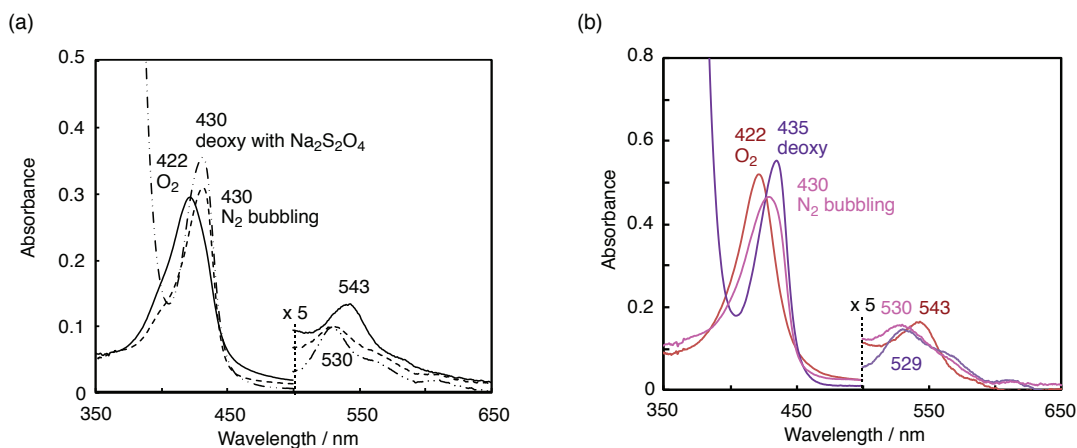 (a)
0.5
0.4
0.3
0.2
0.1
0
Absorbance
430
deoxy with Na₂S₂O₄
422
O₂
430
N₂ bubbling
x 5
543
530
350
450
550
650
Wavelength / nm
(b)
0.8
0.6
0.4
0.2
0
Absorbance
422
O₂
435
deoxy
430
N₂ bubbling
x 5
530
543
529
350
450
550
650
Wavelength / nm